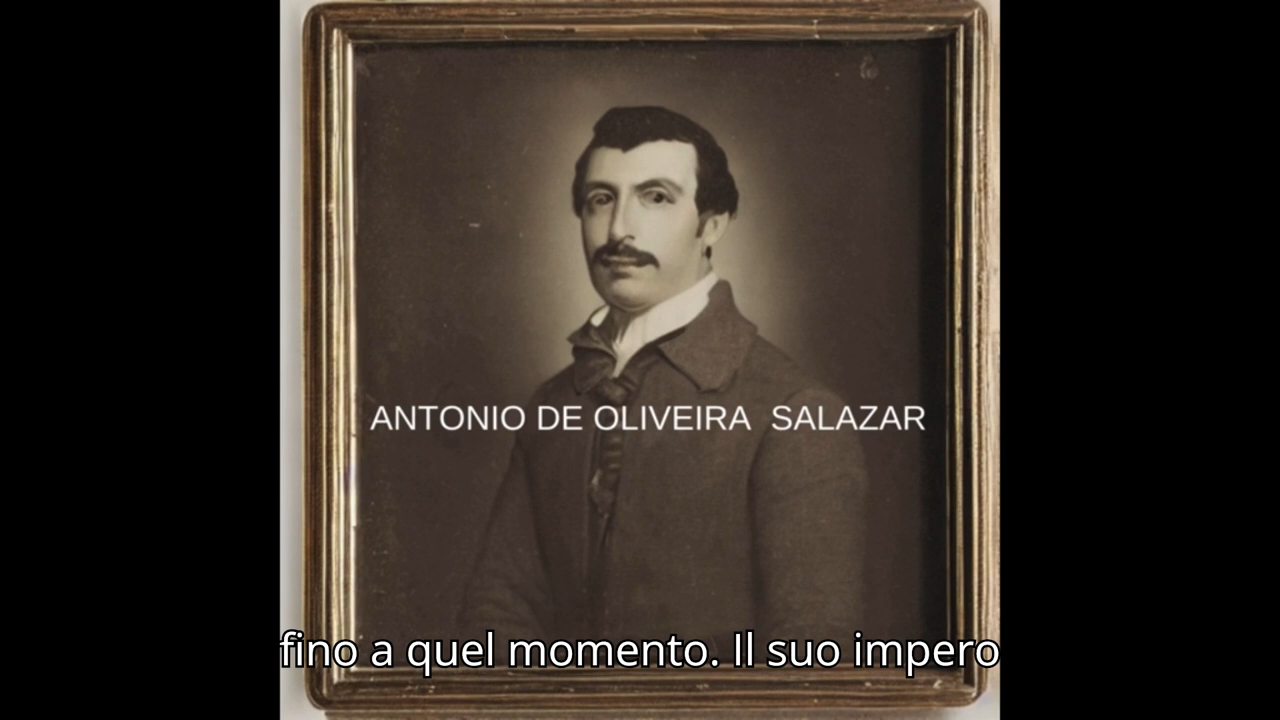 ANTONIO DE OLIVEIRA SALAZAR
fino a quel momento. Il suo impero